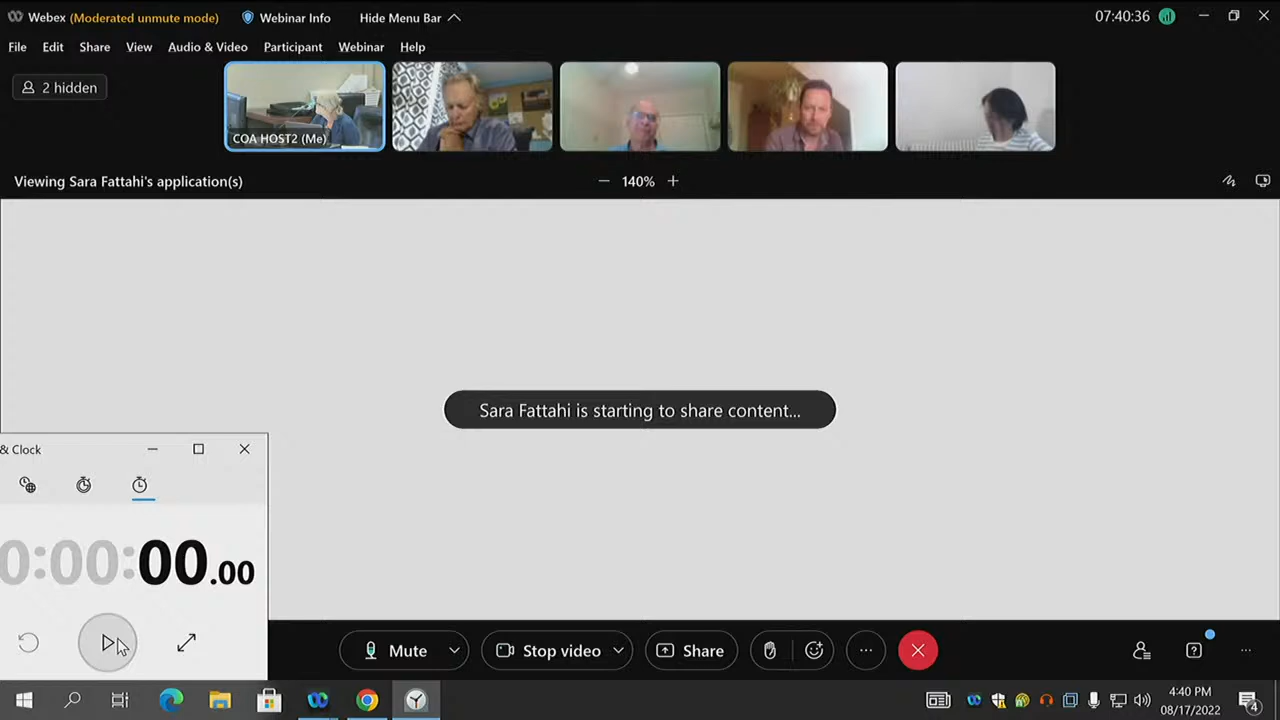 Webex (Moderated unmute mode) Webinar Info Hide Menu Bar 07:40:36
File Edit Share View Audio & Video Participant Webinar Help
2 hidden
COA HOST2 (Me)
Viewing Sara Fattahi's application(s) 140%
Sara Fattahi is starting to share content...
& Clock
0:00:00.00
Mute Stop video Share
4:40 PM
08/17/2022
4